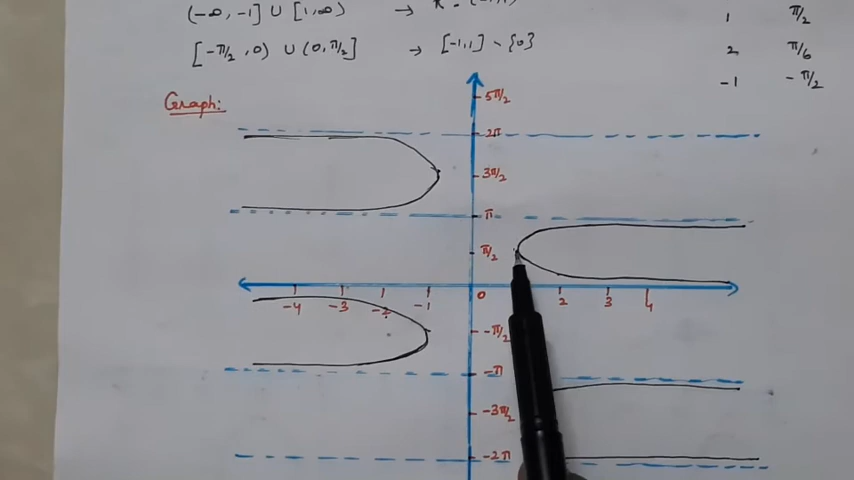 (-∞, -1] ∪ [1, ∞) →
1 π/2
[-π/2, 0) ∪ (0, π/2] → [-1,1] \ {0}
2 π/6
-1 -π/2
Graph:
5π/2
2π
3π/2
π
π/2
0
-4 -3 -2 -1 2 3 4
-π/2
-π
-3π/2
-2π